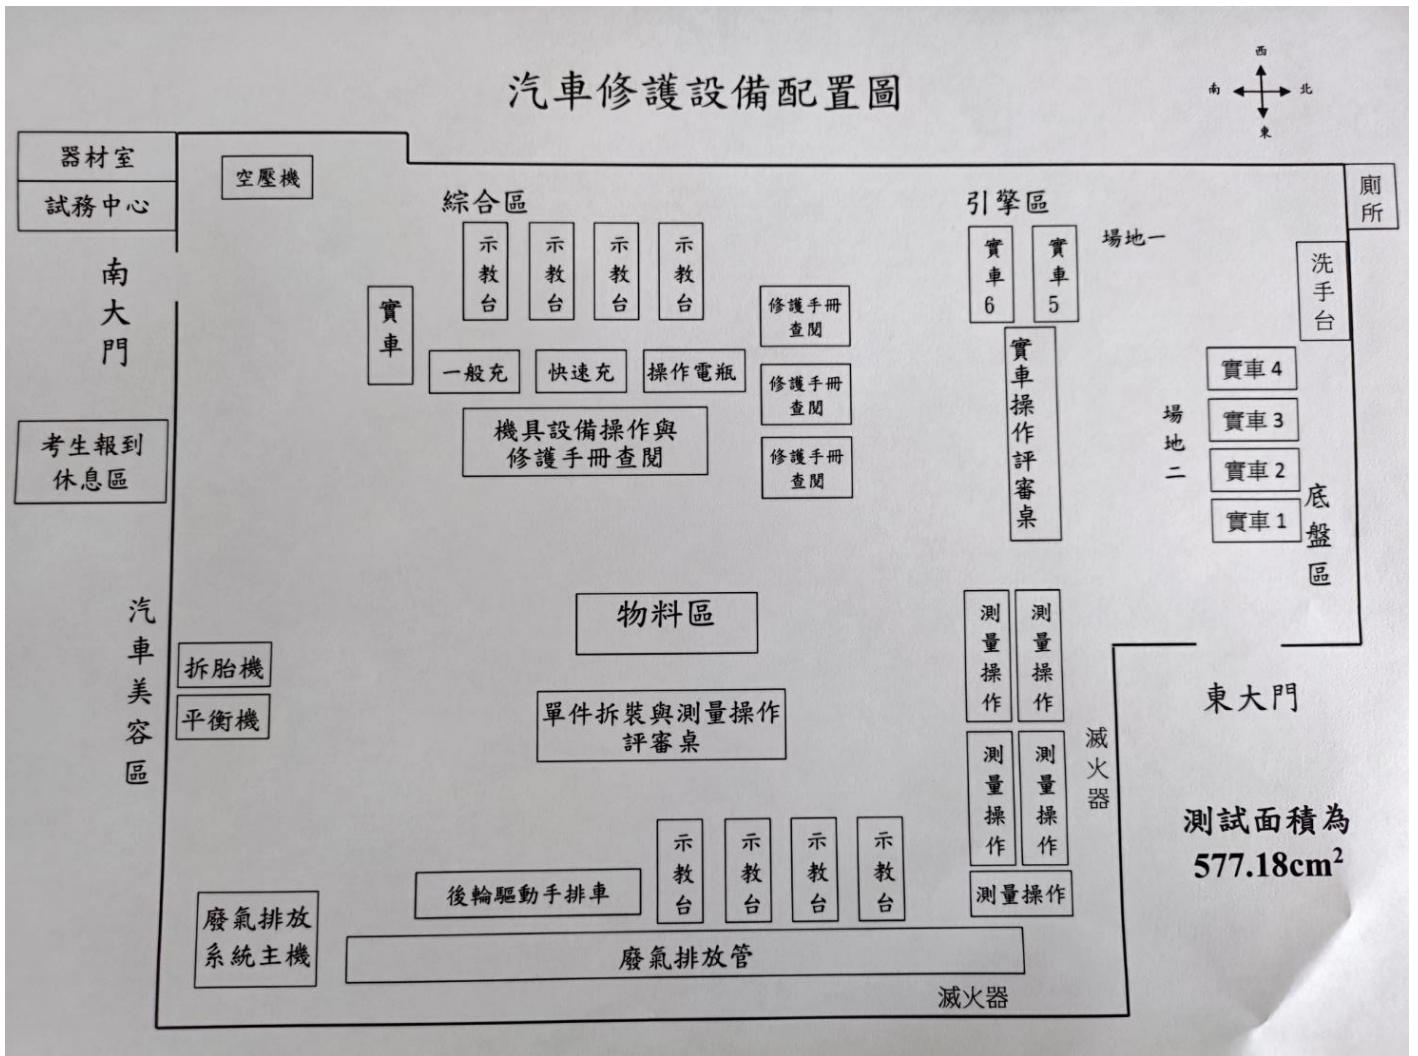 汽車修護設備配置圖
西
南
北
東
器材室
試務中心
空壓機
南
大
門
考生報到
休息區
汽
車
美
容
區
綜合區
示
教
台
示
教
台
示
教
台
示
教
台
實
車
一般充
快速充
操作電瓶
機具設備操作與
修護手冊查閱
修護手冊
查閱
修護手冊
查閱
修護手冊
查閱
引擎區
實
車
6
實
車
5
場地一
實
車
操
作
評
審
桌
廁
所
洗
手
台
實車 4
實車 3
實車 2
實車 1
場
地
二
底
盤
區
物料區
單件拆裝與測量操作
評審桌
拆胎機
平衡機
測
量
操
作
測
量
操
作
測
量
操
作
測
量
操
作
測量操作
滅
火
器
東大門
測試面積為
577.18cm²
示
教
台
示
教
台
示
教
台
示
教
台
後輪驅動手排車
廢氣排放
系統主機
廢氣排放管
滅火器